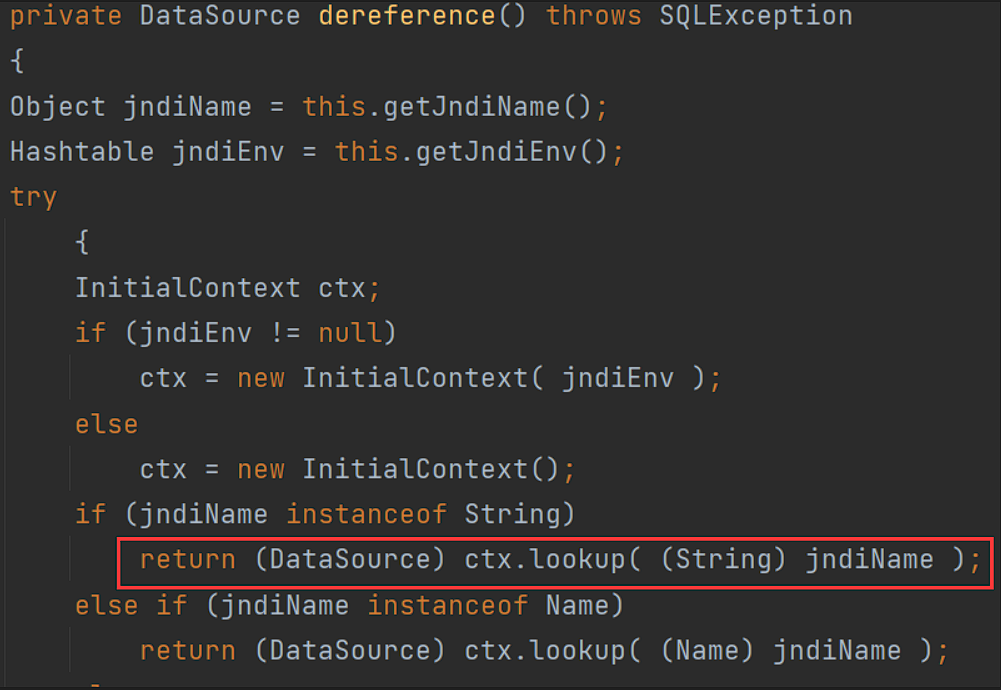 private DataSource dereference() throws SQLException
{
Object jndiName = this.getJndiName();
Hashtable jndiEnv = this.getJndiEnv();
try
{
InitialContext ctx;
if (jndiEnv != null)
ctx = new InitialContext( jndiEnv );
else
ctx = new InitialContext();
if (jndiName instanceof String)
return (DataSource) ctx.lookup( (String) jndiName );
else if (jndiName instanceof Name)
return (DataSource) ctx.lookup( (Name) jndiName );